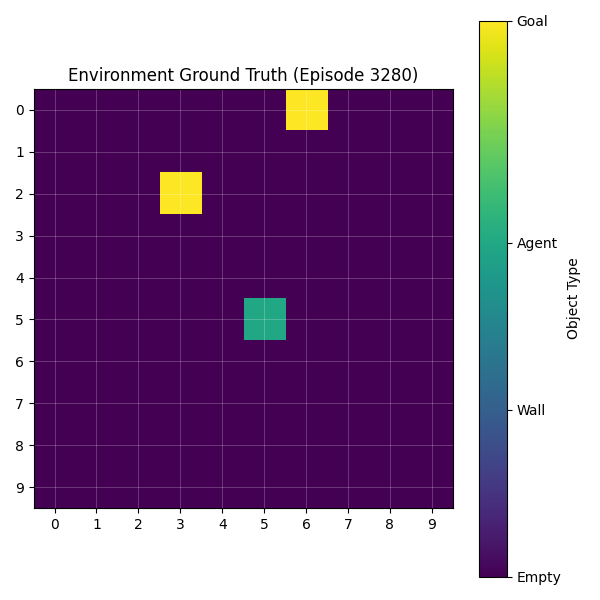 Environment Ground Truth (Episode 3280)
0
1
2
3
4
5
6
7
8
9
0 1 2 3 4 5 6 7 8 9
Goal
Agent
Wall
Empty
Object Type